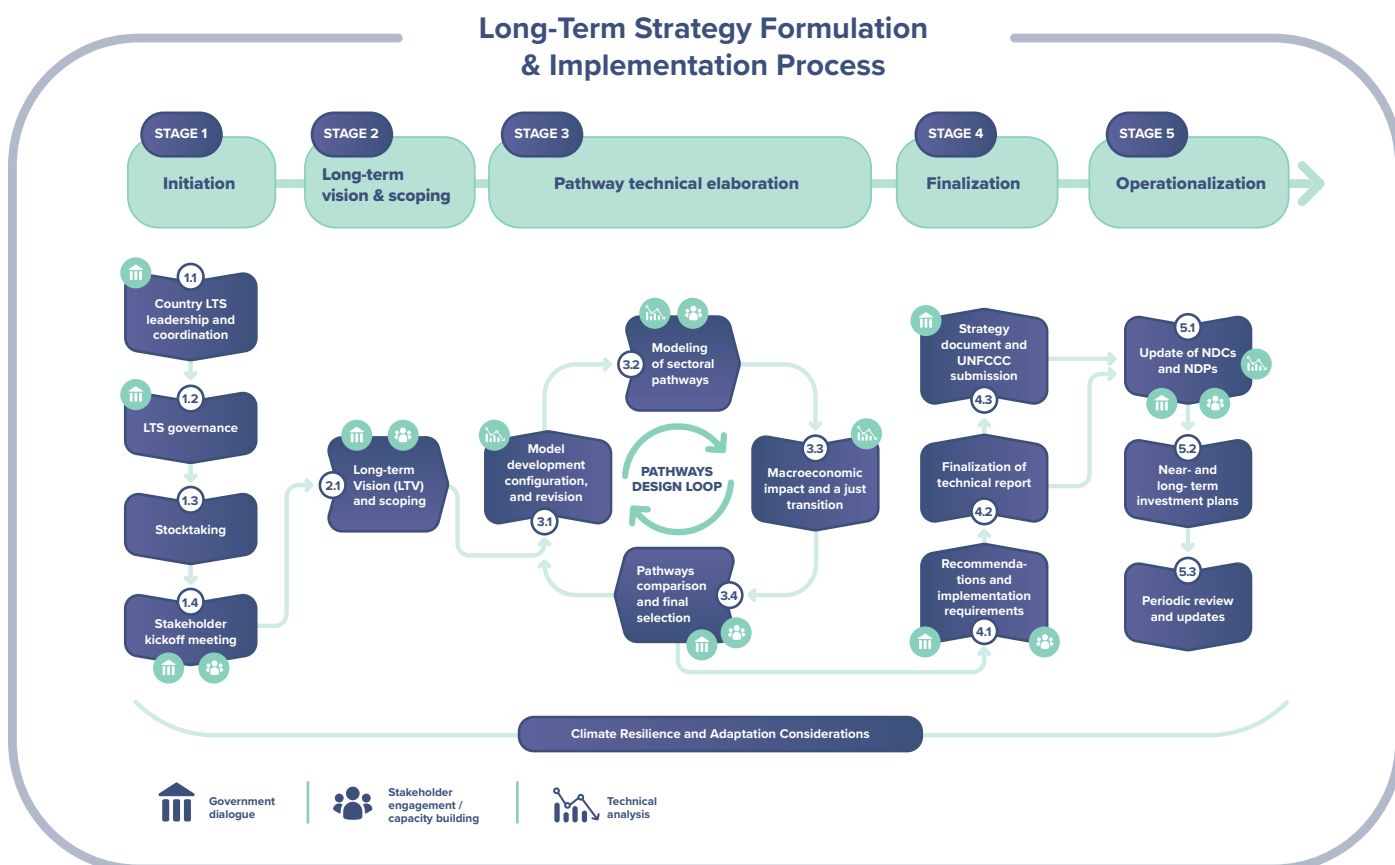 Long-Term Strategy Formulation
& Implementation Process
STAGE 1
Initiation
STAGE 2
Long-term
vision & scoping
STAGE 3
Pathway technical elaboration
STAGE 4
Finalization
STAGE 5
Operationalization
1.1
Country LTS
leadership and
coordination
1.2
LTS governance
1.3
Stocktaking
1.4
Stakeholder
kickoff meeting
2.1
Long-term
Vision (LTV)
and scoping
Model
development
configuration,
and revision
3.1
3.2
Modeling
of sectoral
pathways
PATHWAYS
DESIGN LOOP
3.3
Macroeconomic
impact and a just
transition
Pathways
comparison
and final
selection
3.4
Strategy
document and
UNFCCC
submission
4.3
Finalization of
technical report
4.2
Recommenda-
tions and
implementation
requirements
4.1
5.1
Update of NDCs
and NDPs
5.2
Near- and
long- term
investment plans
5.3
Periodic review
and updates
Climate Resilience and Adaptation Considerations
Government
dialogue
Stakeholder
engagement /
capacity building
Technical
analysis